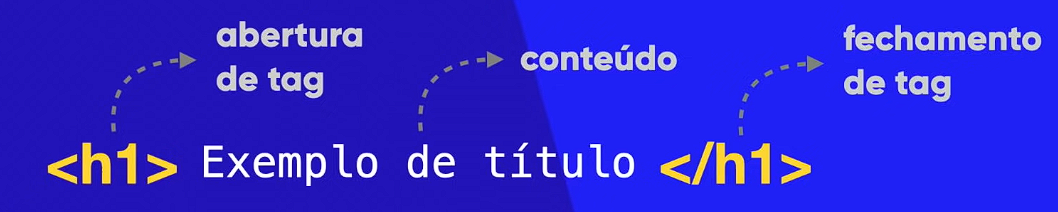 abertura
de tag
conteúdo
fechamento
de tag
<h1> Exemplo de título </h1>